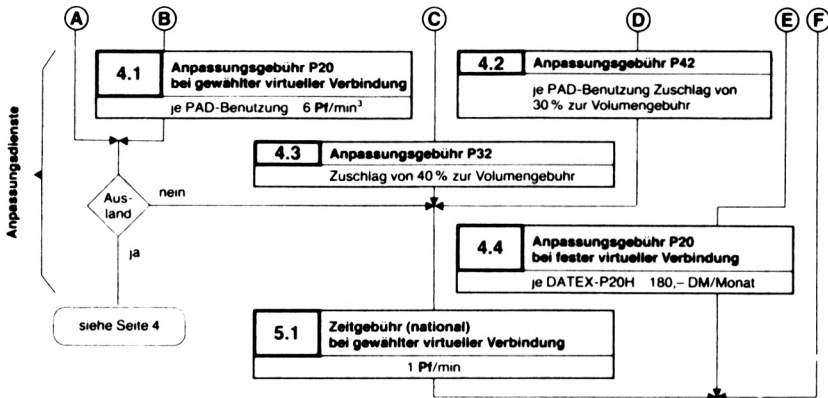 A B C D E F
Anpassungsdienste
4.1 Anpassungsgebühr P20
bei gewählter virtueller Verbindung
je PAD-Benutzung 6 Pf/min³
4.2 Anpassungsgebühr P42
je PAD-Benutzung Zuschlag von
30 % zur Volumengebuhr
4.3 Anpassungsgebühr P32
Zuschlag von 40 % zur Volumengebuhr
Aus-
land
nein
ja
siehe Seite 4
4.4 Anpassungsgebühr P20
bei fester virtueller Verbindung
je DATEX-P20H 180,– DM/Monat
5.1 Zeitgebühr (national)
bei gewählter virtueller Verbindung
1 Pf/min